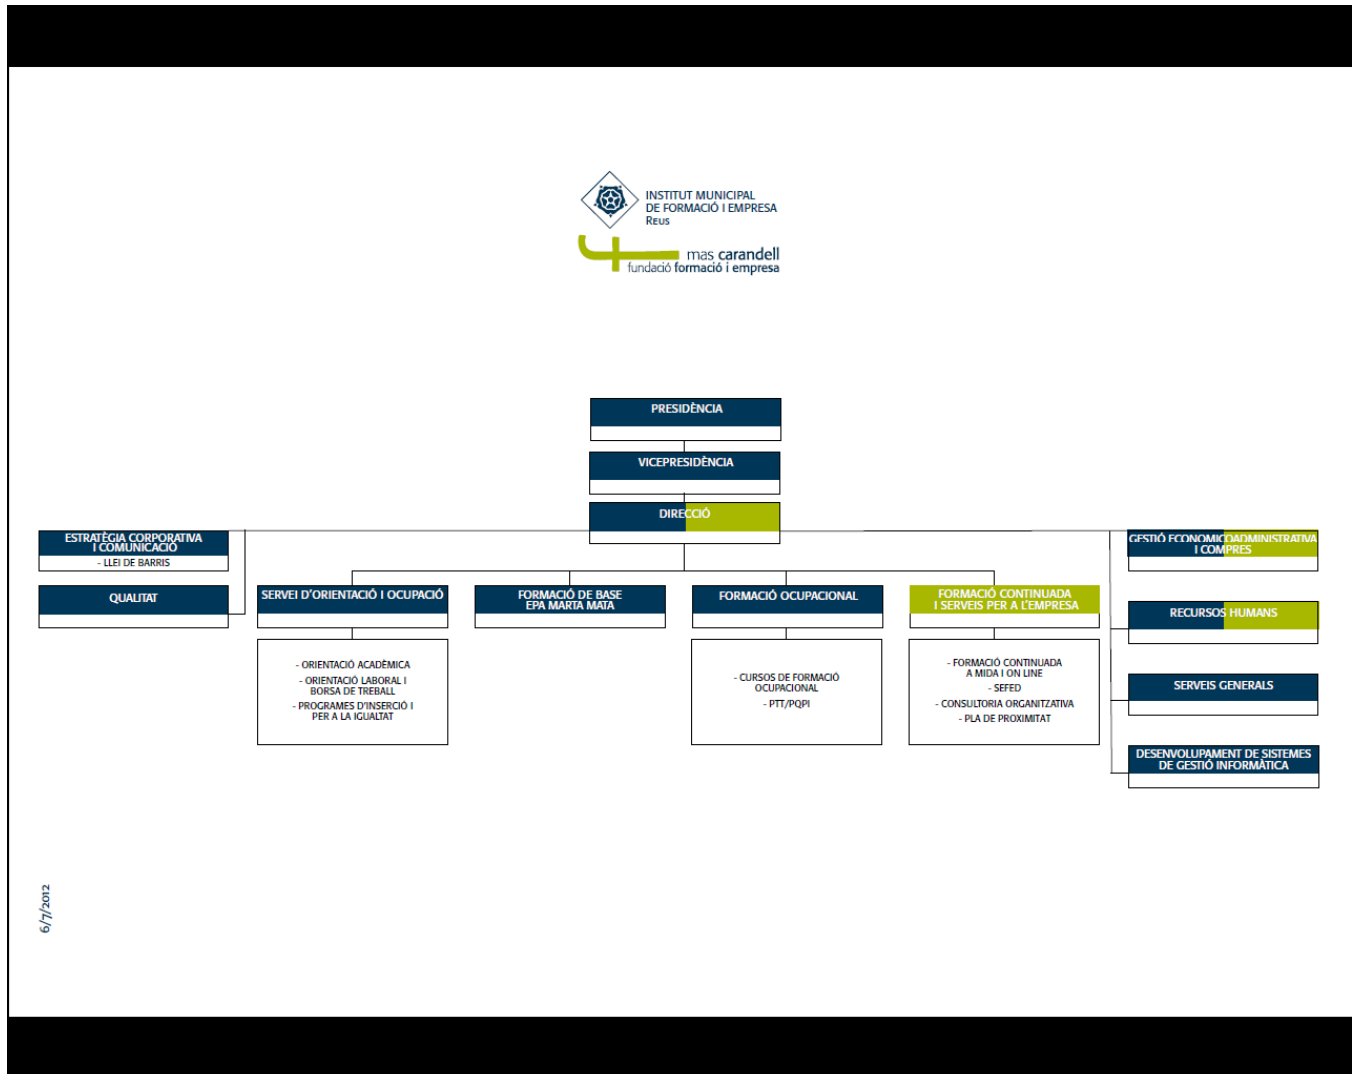 INSTITUT MUNICIPAL
DE FORMACIÓ I EMPRESA
REUS
mas carandell
fundació formació i empresa
PRESIDÈNCIA
VICEPRESIDÈNCIA
DIRECCIÓ
ESTRATÈGIA CORPORATIVA
I COMUNICACIÓ
- LLEI DE BARRIS
QUALITAT
SERVEI D'ORIENTACIÓ I OCUPACIÓ
- ORIENTACIÓ ACADÈMICA
- ORIENTACIÓ LABORAL I
BORSA DE TREBALL
- PROGRAMES D'INSERCIÓ I
PER A LA IGUALTAT
FORMACIÓ DE BASE
EPA MARTA MATA
FORMACIÓ OCUPACIONAL
- CURSOS DE FORMACIÓ
OCUPACIONAL
- PTT/PQPI
FORMACIÓ CONTINUADA
I SERVEIS PER A L'EMPRESA
- FORMACIÓ CONTINUADA
A MIDA I ON LINE
- SEFED
- CONSULTORIA ORGANITZATIVA
- PLA DE PROXIMITAT
GESTIÓ ECONOMICOADMINISTRATIVA
I COMPRES
RECURSOS HUMANS
SERVEIS GENERALS
DESENVOLUPAMENT DE SISTEMES
DE GESTIÓ INFORMÀTICA
6/7/2012